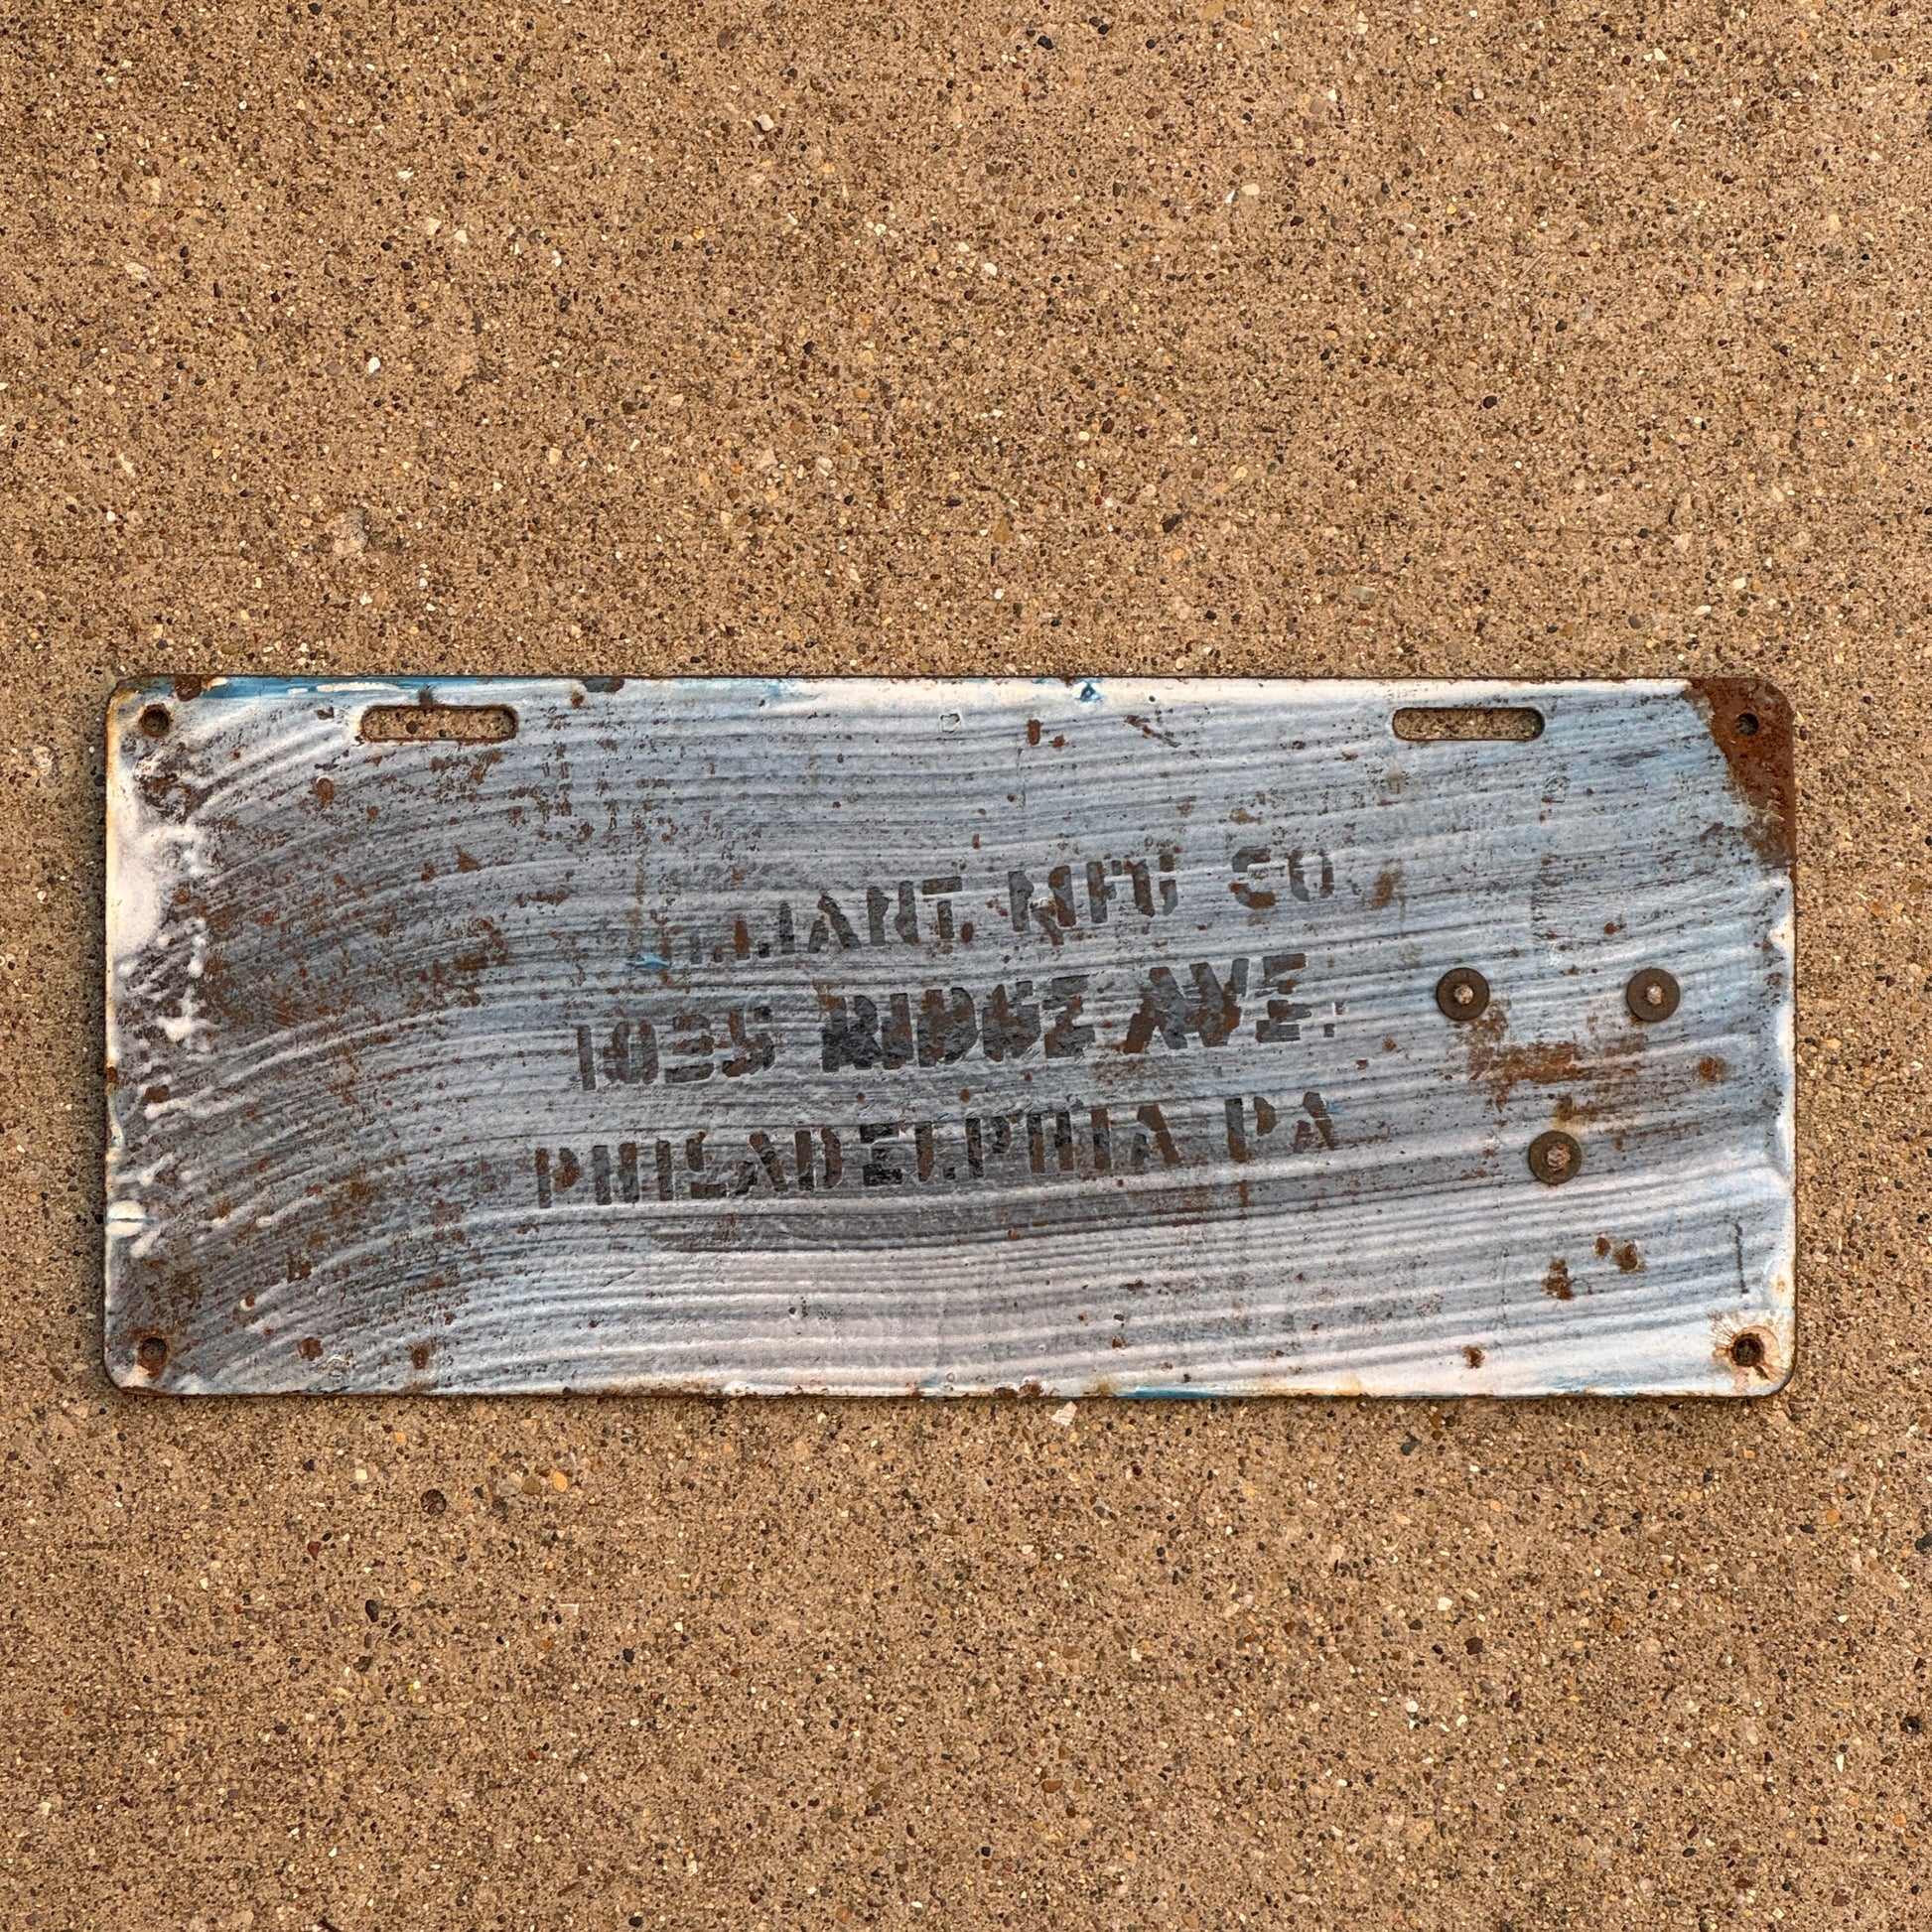 MFG CO.
1035 RIDGE AVE.
PHILADELPHIA PA